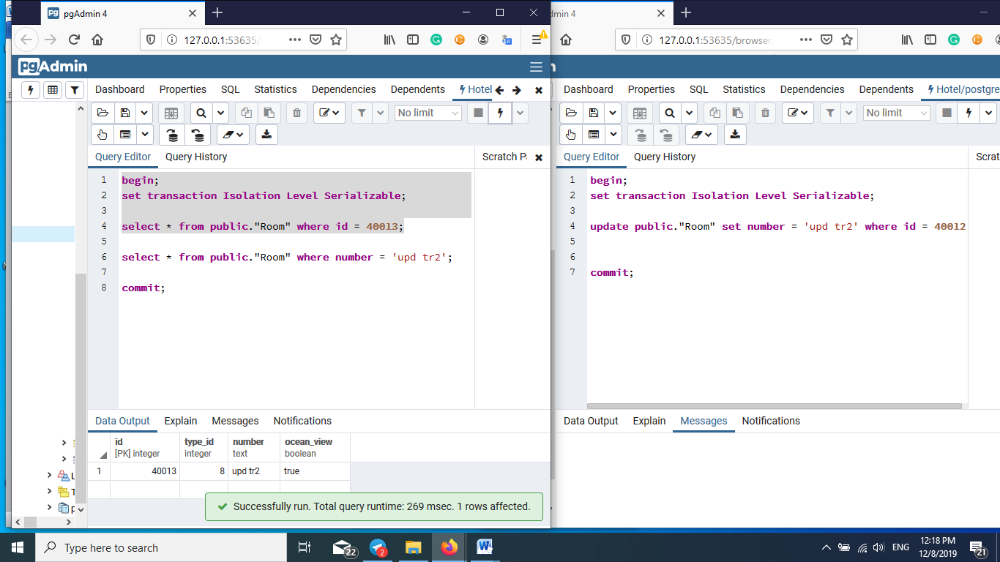 pgAdmin 4
127.0.0.1:53635/
pgAdmin
Dashboard Properties SQL Statistics Dependencies Dependents Hotel
No limit
Query Editor Query History
Scratch P
1 begin;
2 set transaction Isolation Level Serializable;
3
4 select * from public."Room" where id = 40013;
5
6 select * from public."Room" where number = 'upd tr2';
7
8 commit;
Data Output Explain Messages Notifications
id type_id number ocean_view
[PK] integer integer text boolean
1 40013 8 upd tr2 true
Successfully run. Total query runtime: 269 msec. 1 rows affected.
dmin 4
127.0.0.1:53635/browser
Dashboard Properties SQL Statistics Dependencies Dependents Hotel/postgre
No limit
Query Editor Query History
Scrat
1 begin;
2 set transaction Isolation Level Serializable;
3
4 update public."Room" set number = 'upd tr2' where id = 40012
5
6
7 commit;
Data Output Explain Messages Notifications
Type here to search
22
2
ENG
12:18 PM
12/8/2019
21